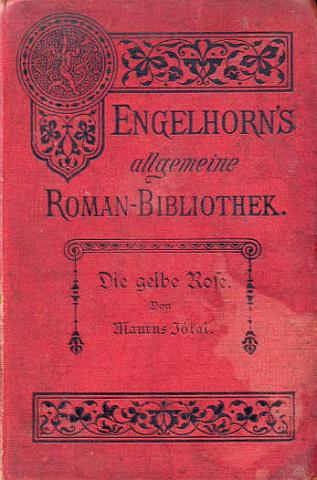 ENGELHORN'S
allgemeine
ROMAN-BIBLIOTHEK.
Die gelbe Rose.
Von
Maurus Jókai.